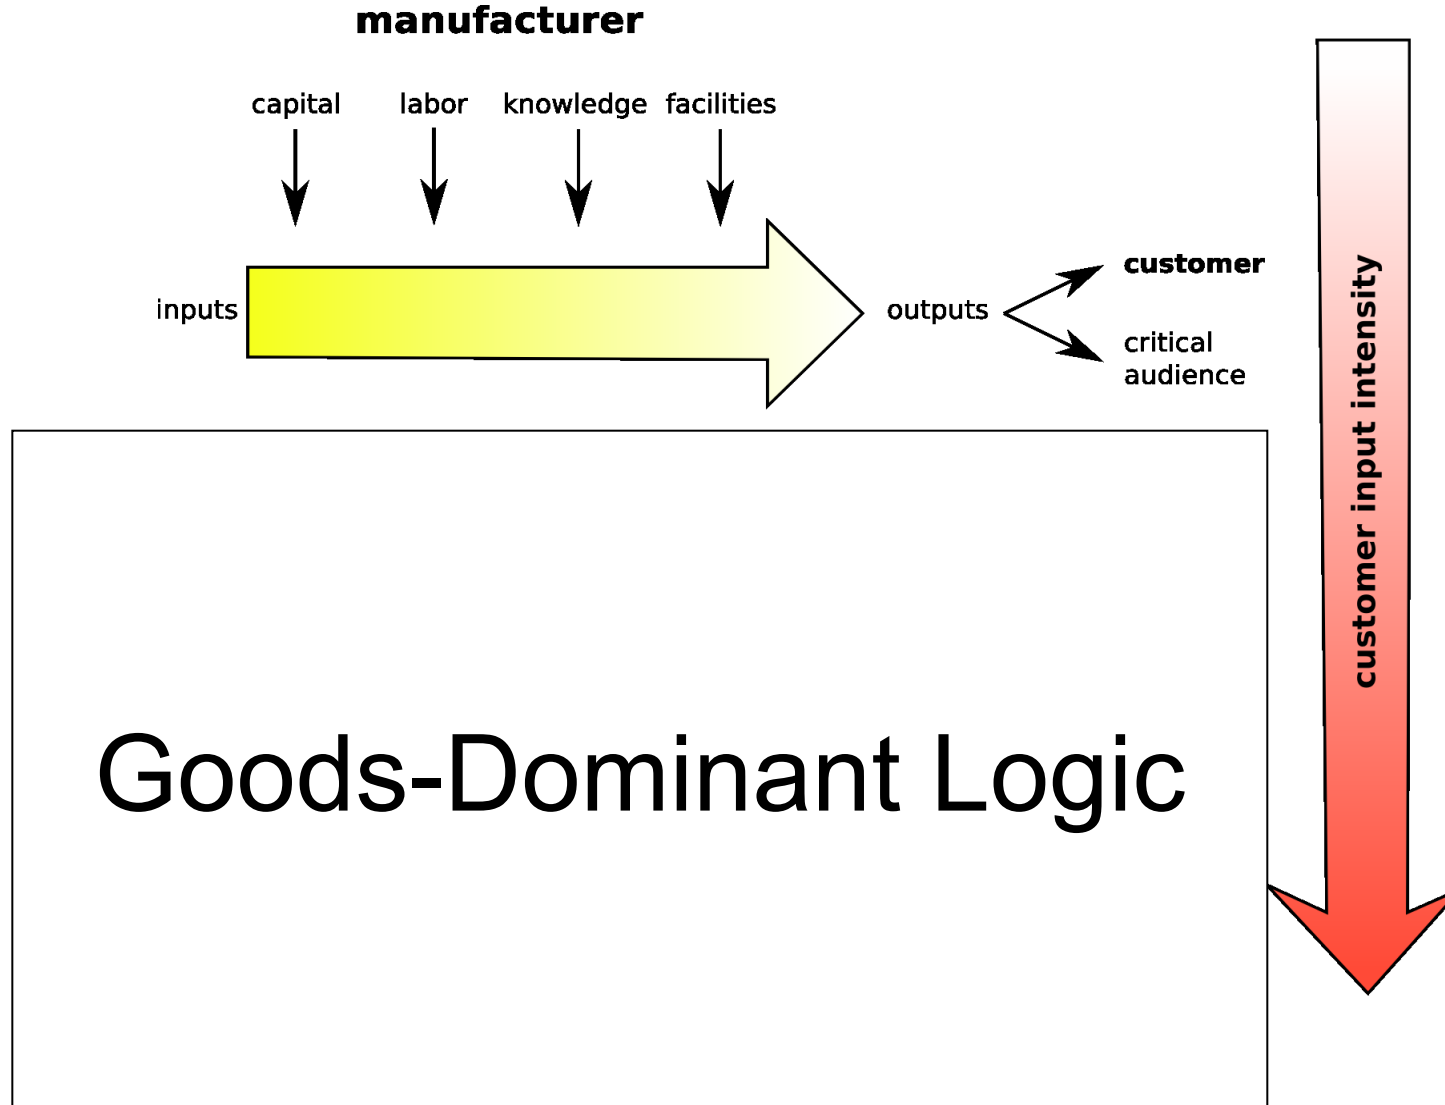 manufacturer
capital labor knowledge facilities
inputs
outputs
customer
critical
audience
customer input intensity
Goods-Dominant Logic